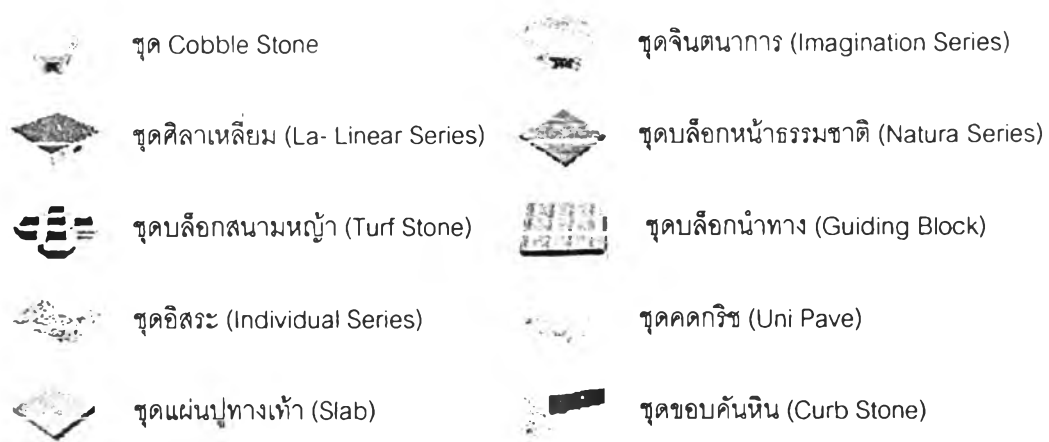 ชุด Cobble Stone
ชุดจินตนาการ (Imagination Series)
ชุดศิลาเหลี่ยม (La- Linear Series)
ชุดบล็อกหน้าธรรมชาติ (Natura Series)
ชุดบล็อกสนามหญ้า (Turf Stone)
ชุดบล็อกนำทาง (Guiding Block)
ชุดอิสระ (Individual Series)
ชุดคดกริช (Uni Pave)
ชุดแผ่นปูทางเท้า (Slab)
ชุดขอบคันหิน (Curb Stone)